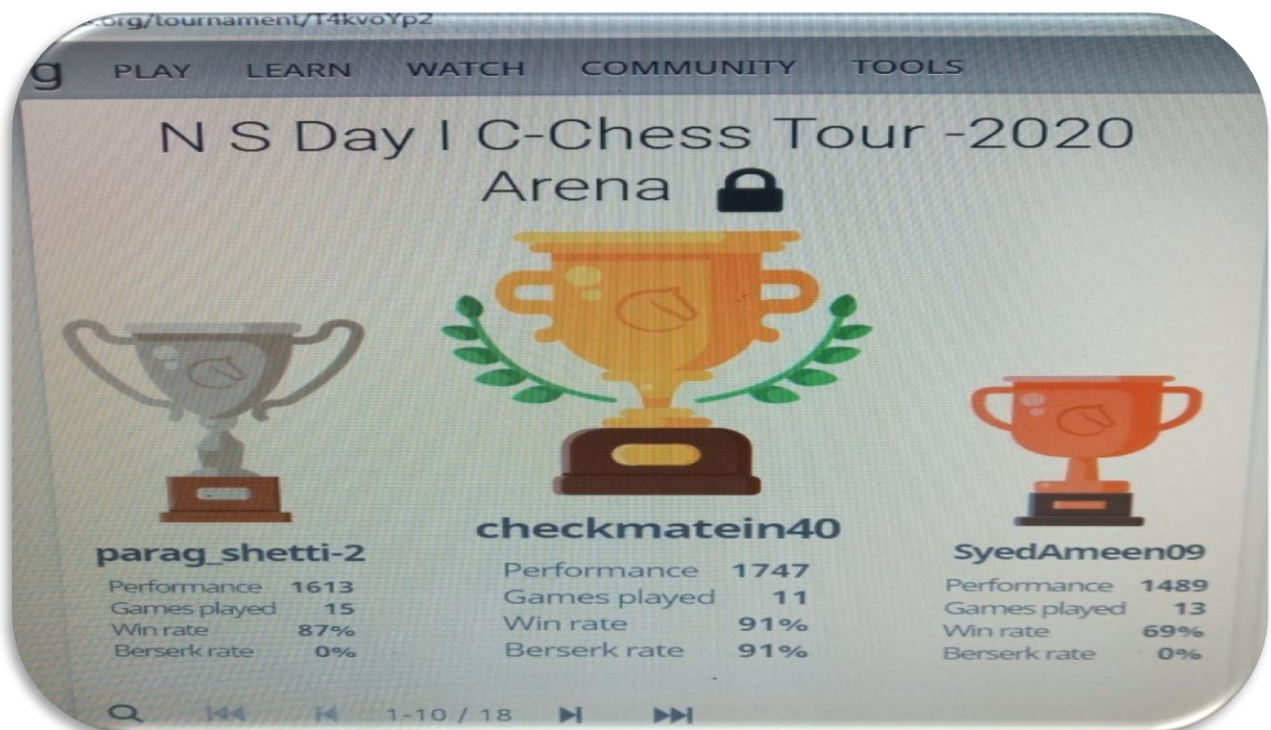 .org/tournament/T4kvoYp2
g PLAY LEARN WATCH COMMUNITY TOOLS
N S Day I C-Chess Tour -2020
Arena
parag_shetti-2
Performance 1613
Games played 15
Win rate 87%
Berserk rate 0%
checkmatein40
Performance 1747
Games played 11
Win rate 91%
Berserk rate 91%
SyedAmeen09
Performance 1489
Games played 13
Win rate 69%
Berserk rate 0%
1-10 / 18